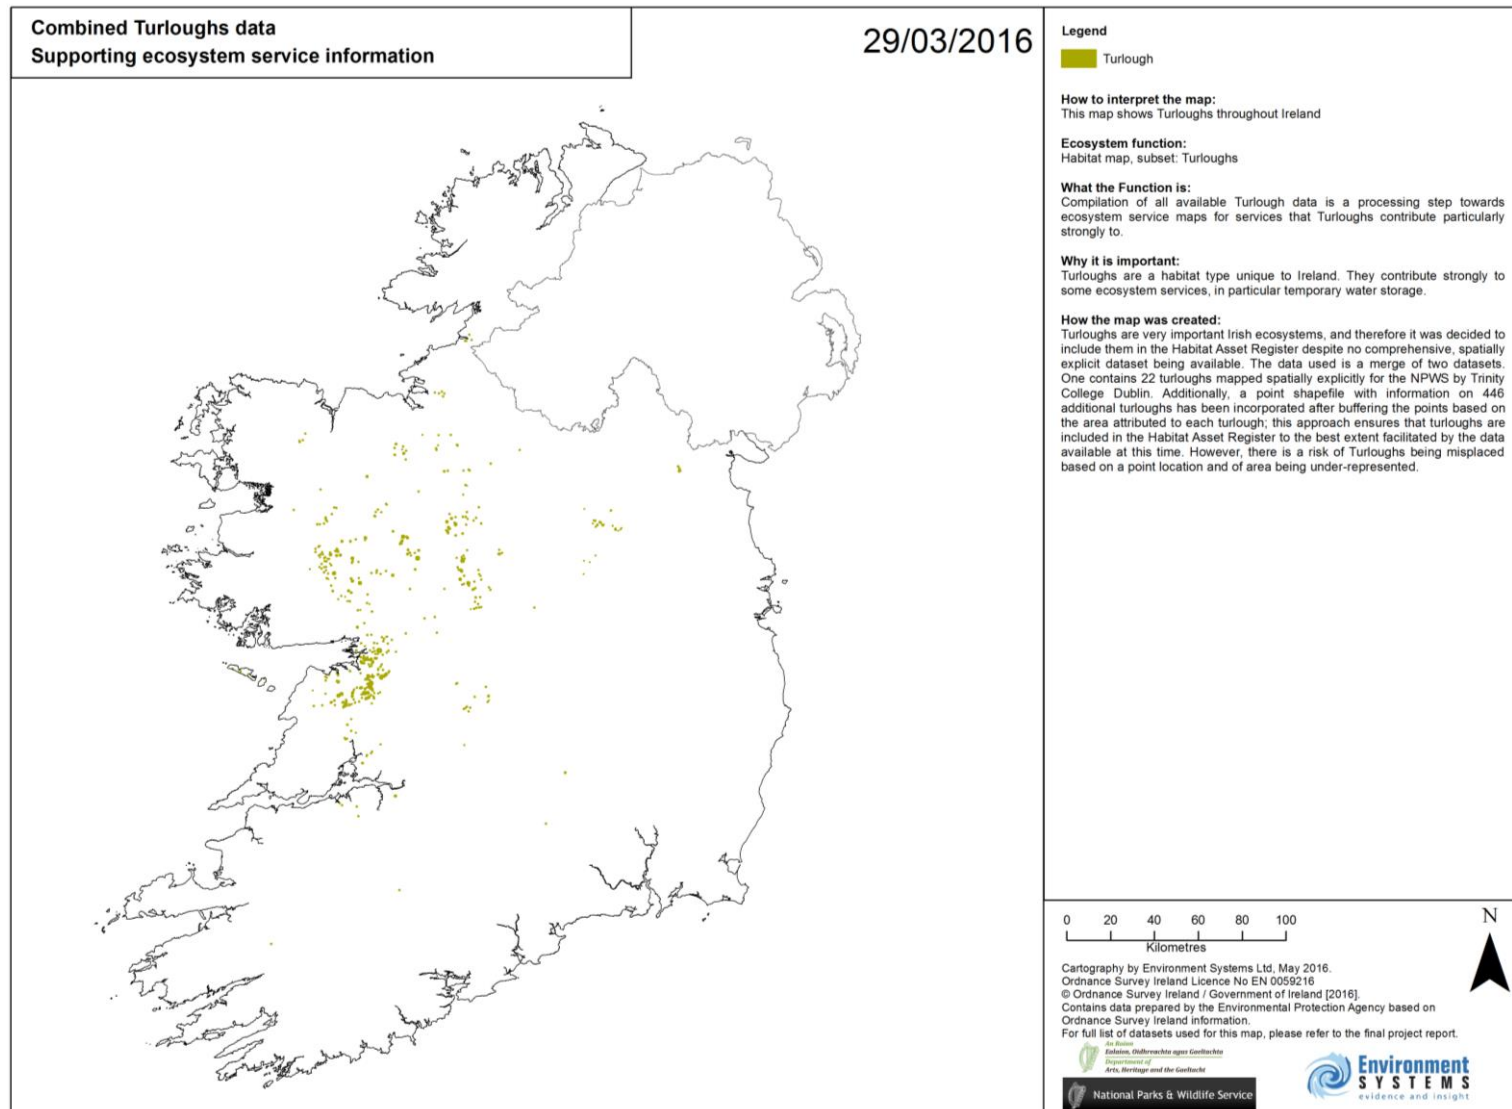 Combined Turloughs data
Supporting ecosystem service information
29/03/2016
Legend
Turlough
How to interpret the map:
This map shows Turloughs throughout Ireland
Ecosystem function:
Habitat map, subset: Turloughs
What the Function is:
Compilation of all available Turlough data is a processing step towards
ecosystem service maps for services that Turloughs contribute particularly
strongly to.
Why it is important:
Turloughs are a habitat type unique to Ireland. They contribute strongly to
some ecosystem services, in particular temporary water storage.
How the map was created:
Turloughs are very important Irish ecosystems, and therefore it was decided to
include them in the Habitat Asset Register despite no comprehensive, spatially
explicit dataset being available. The data used is a merge of two datasets.
One contains 22 turloughs mapped spatially explicitly for the NPWS by Trinity
College Dublin. Additionally, a point shapefile with information on 446
additional turloughs has been incorporated after buffering the points based on
the area attributed to each turlough; this approach ensures that turloughs are
included in the Habitat Asset Register to the best extent facilitated by the data
available at this time. However, there is a risk of Turloughs being misplaced
based on a point location and of area being under-represented.
0 20 40 60 80 100
Kilometres
N
Cartography by Environment Systems Ltd, May 2016.
Ordnance Survey Ireland Licence No EN 0059216
© Ordnance Survey Ireland / Government of Ireland [2016].
Contains data prepared by the Environmental Protection Agency based on
Ordnance Survey Ireland information.
For full list of datasets used for this map, please refer to the final project report.
An Roinn
Ealaíon, Oidhreachta agus Gaeltachta
Department of
Arts, Heritage and the Gaeltacht
National Parks & Wildlife Service
Environment
SYSTEMS
evidence and insight